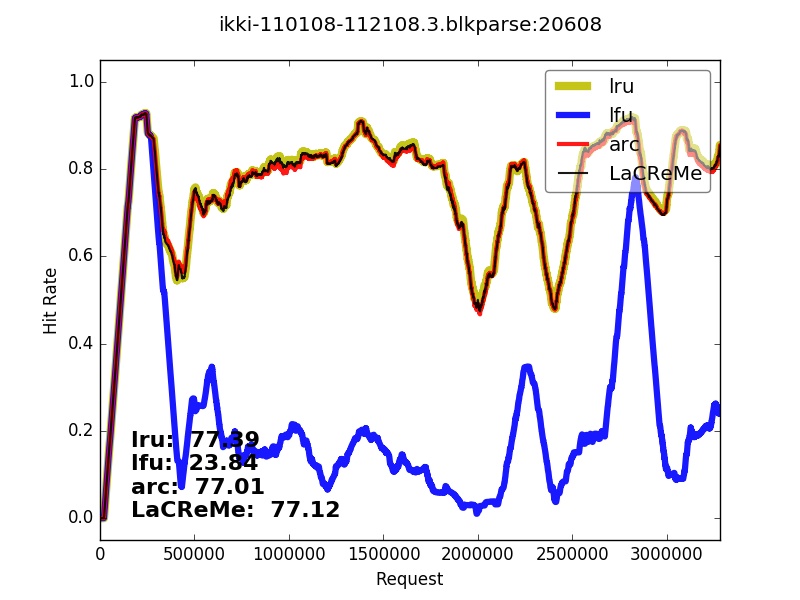 ikki-110108-112108.3.blkparse:20608
1.0
0.8
0.6
0.4
0.2
0.0
Hit Rate
lru
lfu
arc
LaCReMe
lru: 77.39
lfu: 23.84
arc: 77.01
LaCReMe: 77.12
0 500000 1000000 1500000 2000000 2500000 3000000
Request